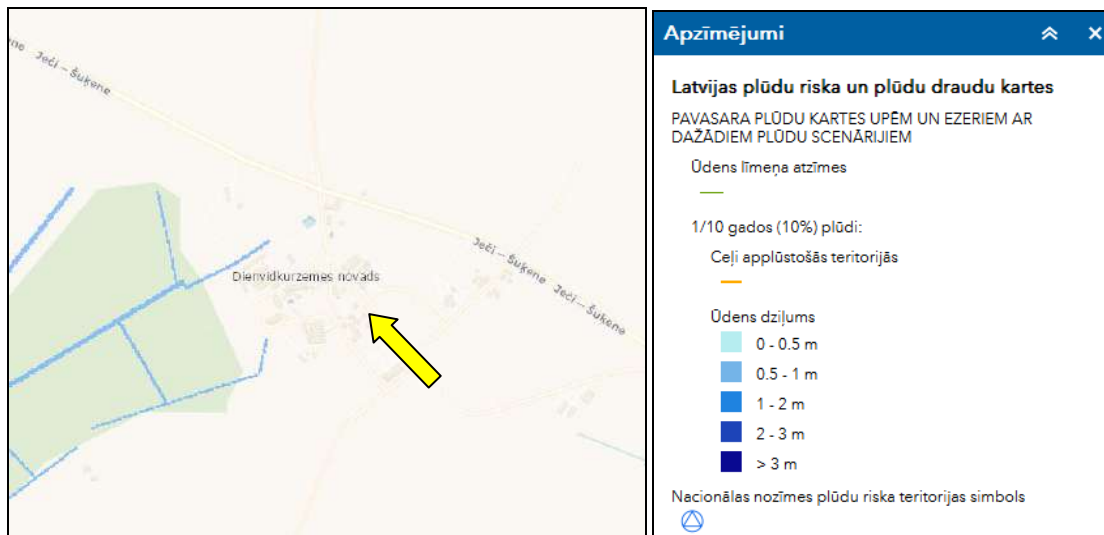 ne Ječi – Šuķene
Dienvidkurzemes novads
Ječi – Šuķene Ječi – Šuķene
Apzīmējumi
Latvijas plūdu riska un plūdu draudu kartes
PAVASARA PLŪDU KARTES UPĒM UN EZERIEM AR
DAŽĀDIEM PLŪDU SCENĀRIJIEM
Ūdens līmeņa atzīmes
1/10 gados (10%) plūdi:
Ceļi applūstošās teritorijās
Ūdens dziļums
0 - 0.5 m
0.5 - 1 m
1 - 2 m
2 - 3 m
> 3 m
Nacionālas nozīmes plūdu riska teritorijas simbols